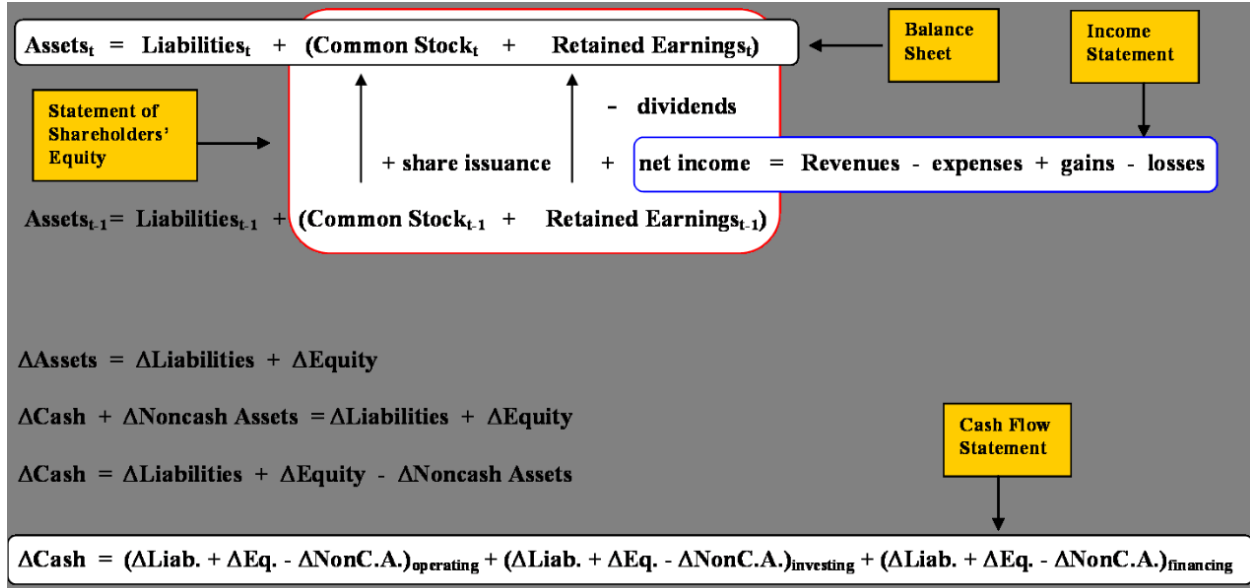 Assetsₜ = Liabilitiesₜ + (Common Stockₜ + Retained Earningsₜ)
Balance
Sheet
Income
Statement
Statement of
Shareholders’
Equity
- dividends
+ share issuance
+ net income = Revenues - expenses + gains - losses
Assetsₜ₋₁= Liabilitiesₜ₋₁ + (Common Stockₜ₋₁ + Retained Earningsₜ₋₁)
ΔAssets = ΔLiabilities + ΔEquity
ΔCash + ΔNoncash Assets = ΔLiabilities + ΔEquity
ΔCash = ΔLiabilities + ΔEquity - ΔNoncash Assets
Cash Flow
Statement
ΔCash = (ΔLiab. + ΔEq. - ΔNonC.A.)operating + (ΔLiab. + ΔEq. - ΔNonC.A.)investing + (ΔLiab. + ΔEq. - ΔNonC.A.)financing